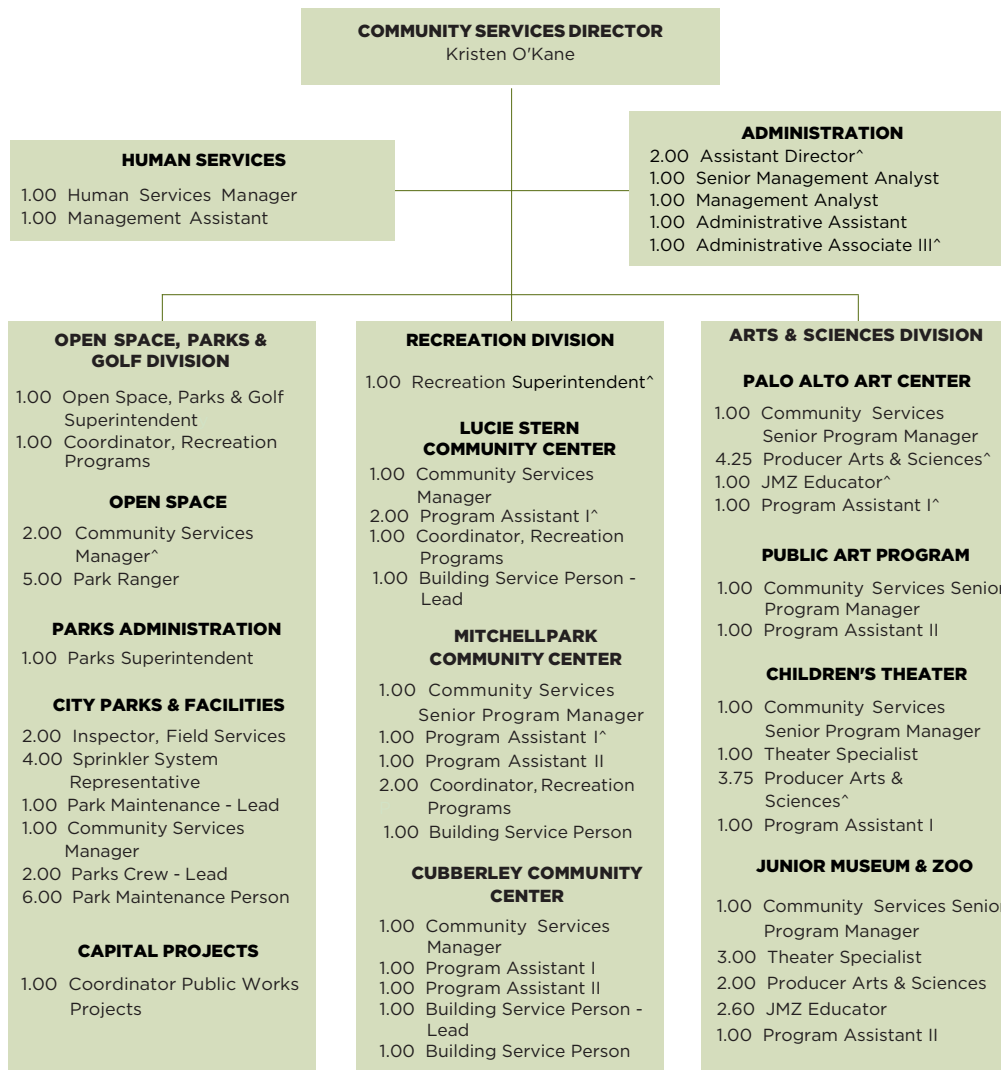 COMMUNITY SERVICES DIRECTOR
Kristen O'Kane
HUMAN SERVICES
1.00 Human Services Manager
1.00 Management Assistant
ADMINISTRATION
2.00 Assistant Director^
1.00 Senior Management Analyst
1.00 Management Analyst
1.00 Administrative Assistant
1.00 Administrative Associate III^
OPEN SPACE, PARKS &
GOLF DIVISION
1.00 Open Space, Parks & Golf
Superintendent
1.00 Coordinator, Recreation
Programs
OPEN SPACE
2.00 Community Services
Manager^
5.00 Park Ranger
PARKS ADMINISTRATION
1.00 Parks Superintendent
CITY PARKS & FACILITIES
2.00 Inspector, Field Services
4.00 Sprinkler System
Representative
1.00 Park Maintenance - Lead
1.00 Community Services
Manager
2.00 Parks Crew - Lead
6.00 Park Maintenance Person
CAPITAL PROJECTS
1.00 Coordinator Public Works
Projects
RECREATION DIVISION
1.00 Recreation Superintendent^
LUCIE STERN
COMMUNITY CENTER
1.00 Community Services
Manager
2.00 Program Assistant I^
1.00 Coordinator, Recreation
Programs
1.00 Building Service Person -
Lead
MITCHELLPARK
COMMUNITY CENTER
1.00 Community Services
Senior Program Manager
1.00 Program Assistant I^
1.00 Program Assistant II
2.00 Coordinator, Recreation
Programs
1.00 Building Service Person
CUBBERLEY COMMUNITY
CENTER
1.00 Community Services
Manager
1.00 Program Assistant I
1.00 Program Assistant II
1.00 Building Service Person -
Lead
1.00 Building Service Person
ARTS & SCIENCES DIVISION
PALO ALTO ART CENTER
1.00 Community Services
Senior Program Manager
4.25 Producer Arts & Sciences^
1.00 JMZ Educator^
1.00 Program Assistant I^
PUBLIC ART PROGRAM
1.00 Community Services Senior
Program Manager
1.00 Program Assistant II
CHILDREN'S THEATER
1.00 Community Services
Senior Program Manager
1.00 Theater Specialist
3.75 Producer Arts &
Sciences^
1.00 Program Assistant I
JUNIOR MUSEUM & ZOO
1.00 Community Services Senior
Program Manager
3.00 Theater Specialist
2.00 Producer Arts & Sciences
2.60 JMZ Educator
1.00 Program Assistant II